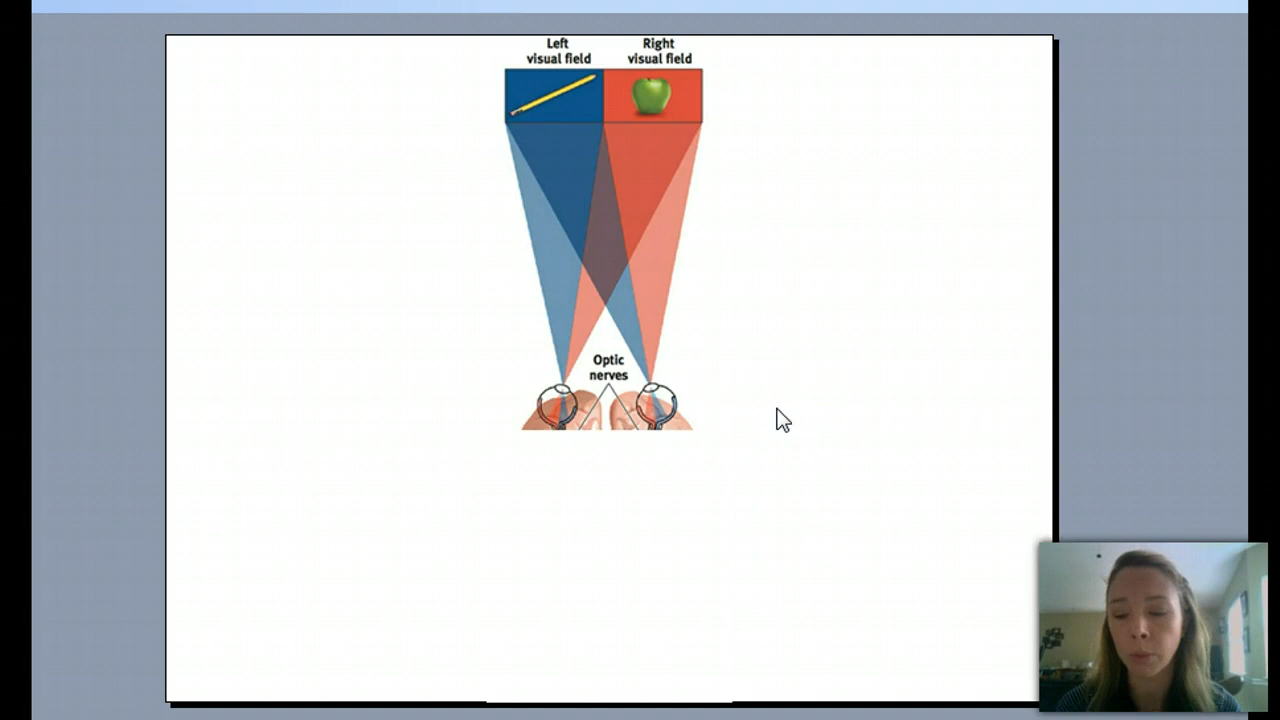 Left
visual field
Right
visual field
Optic
nerves